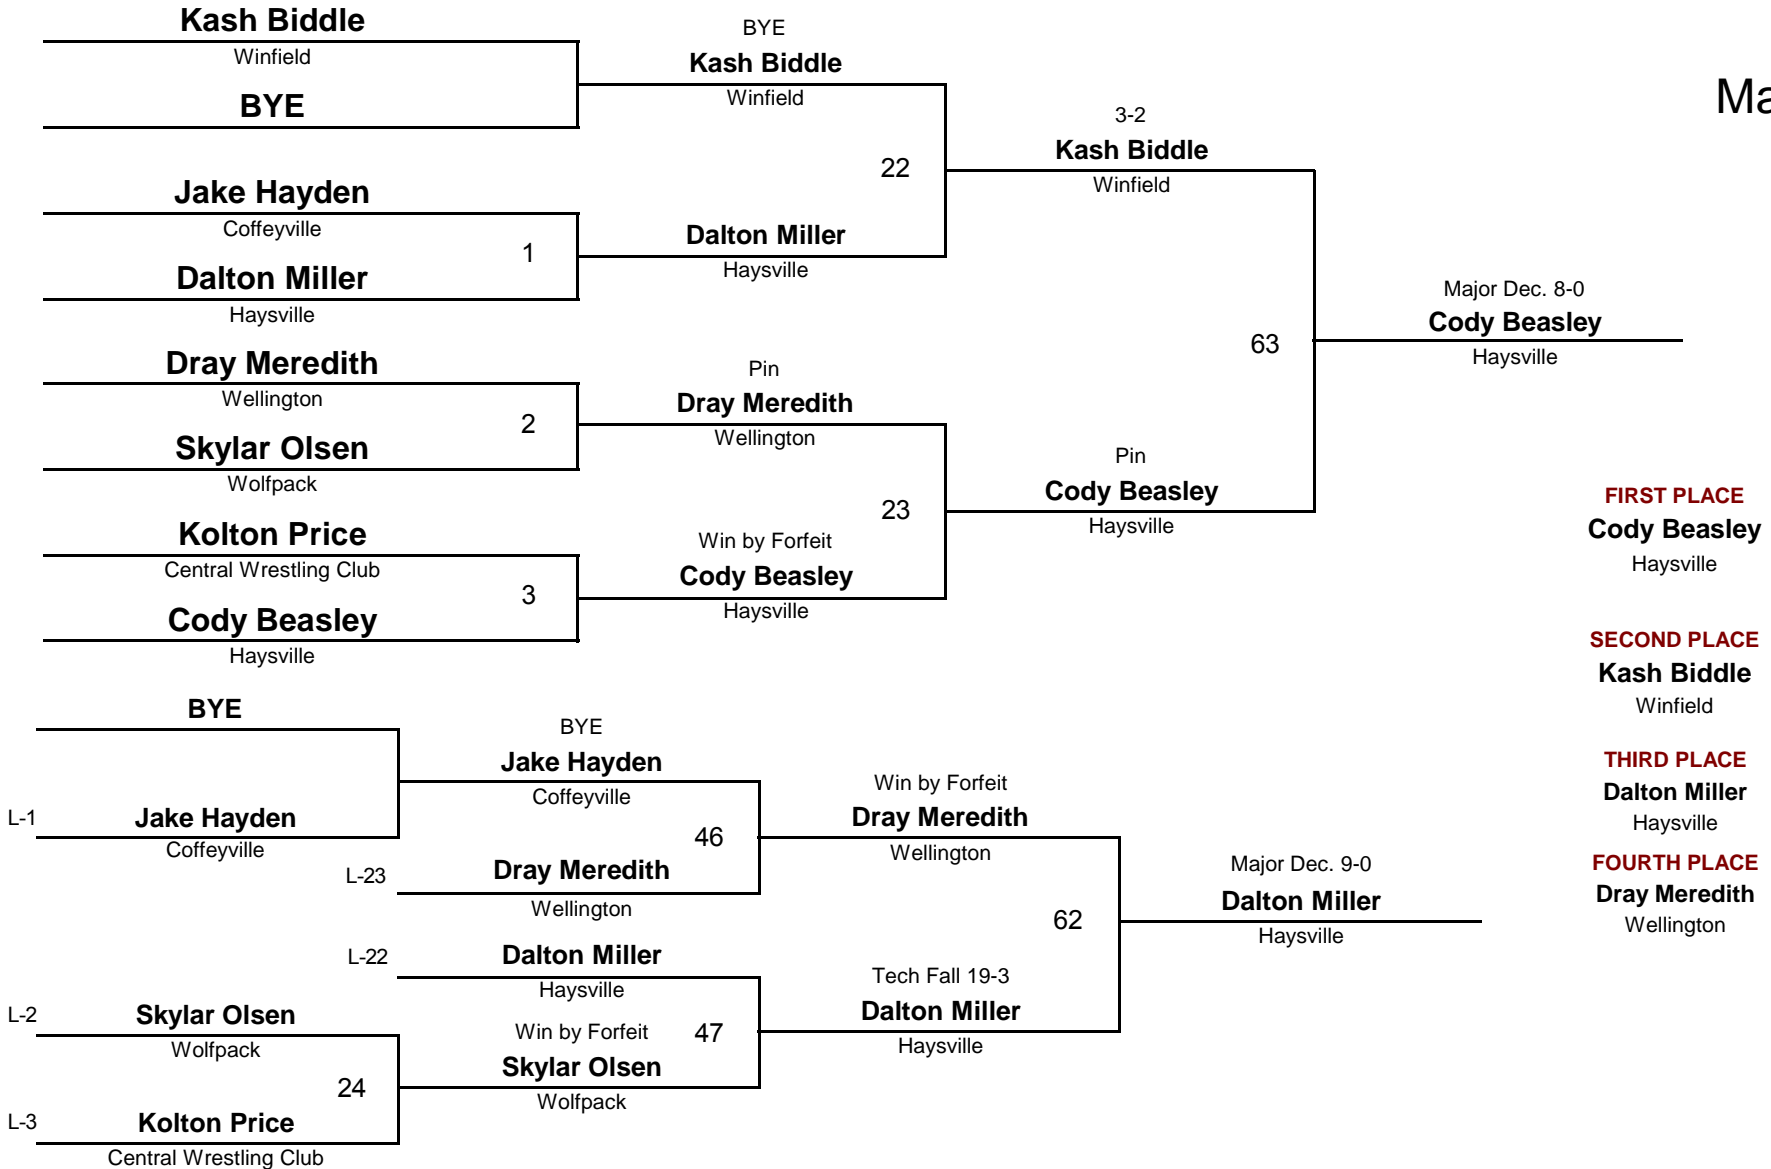 Kash Biddle
Winfield
BYE
Jake Hayden
Coffeyville
1
Dalton Miller
Haysville
Dray Meredith
Wellington
2
Skylar Olsen
Wolfpack
Kolton Price
Central Wrestling Club
3
Cody Beasley
Haysville
BYE
Kash Biddle
Winfield
22
Dalton Miller
Haysville
Pin
Dray Meredith
Wellington
23
Win by Forfeit
Cody Beasley
Haysville
3-2
Kash Biddle
Winfield
63
Pin
Cody Beasley
Haysville
Major Dec. 8-0
Cody Beasley
Haysville
Ma
FIRST PLACE
Cody Beasley
Haysville
SECOND PLACE
Kash Biddle
Winfield
THIRD PLACE
Dalton Miller
Haysville
FOURTH PLACE
Dray Meredith
Wellington
BYE
L-1
Jake Hayden
Coffeyville
L-2
Skylar Olsen
Wolfpack
24
L-3
Kolton Price
Central Wrestling Club
BYE
Jake Hayden
Coffeyville
46
L-23
Dray Meredith
Wellington
L-22
Dalton Miller
Haysville
Win by Forfeit
47
Skylar Olsen
Wolfpack
Win by Forfeit
Dray Meredith
Wellington
62
Tech Fall 19-3
Dalton Miller
Haysville
Major Dec. 9-0
Dalton Miller
Haysville